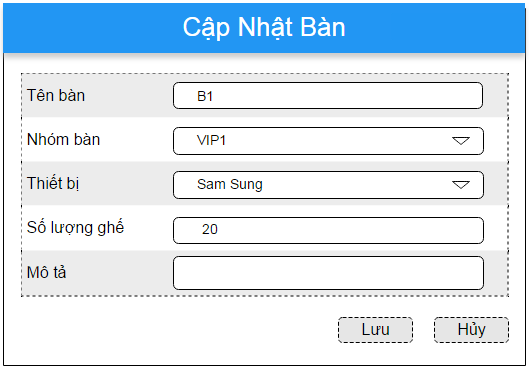 Cập Nhật Bàn
Tên bàn B1
Nhóm bàn VIP1
Thiết bị Sam Sung
Số lượng ghế 20
Mô tả
Lưu Hủy